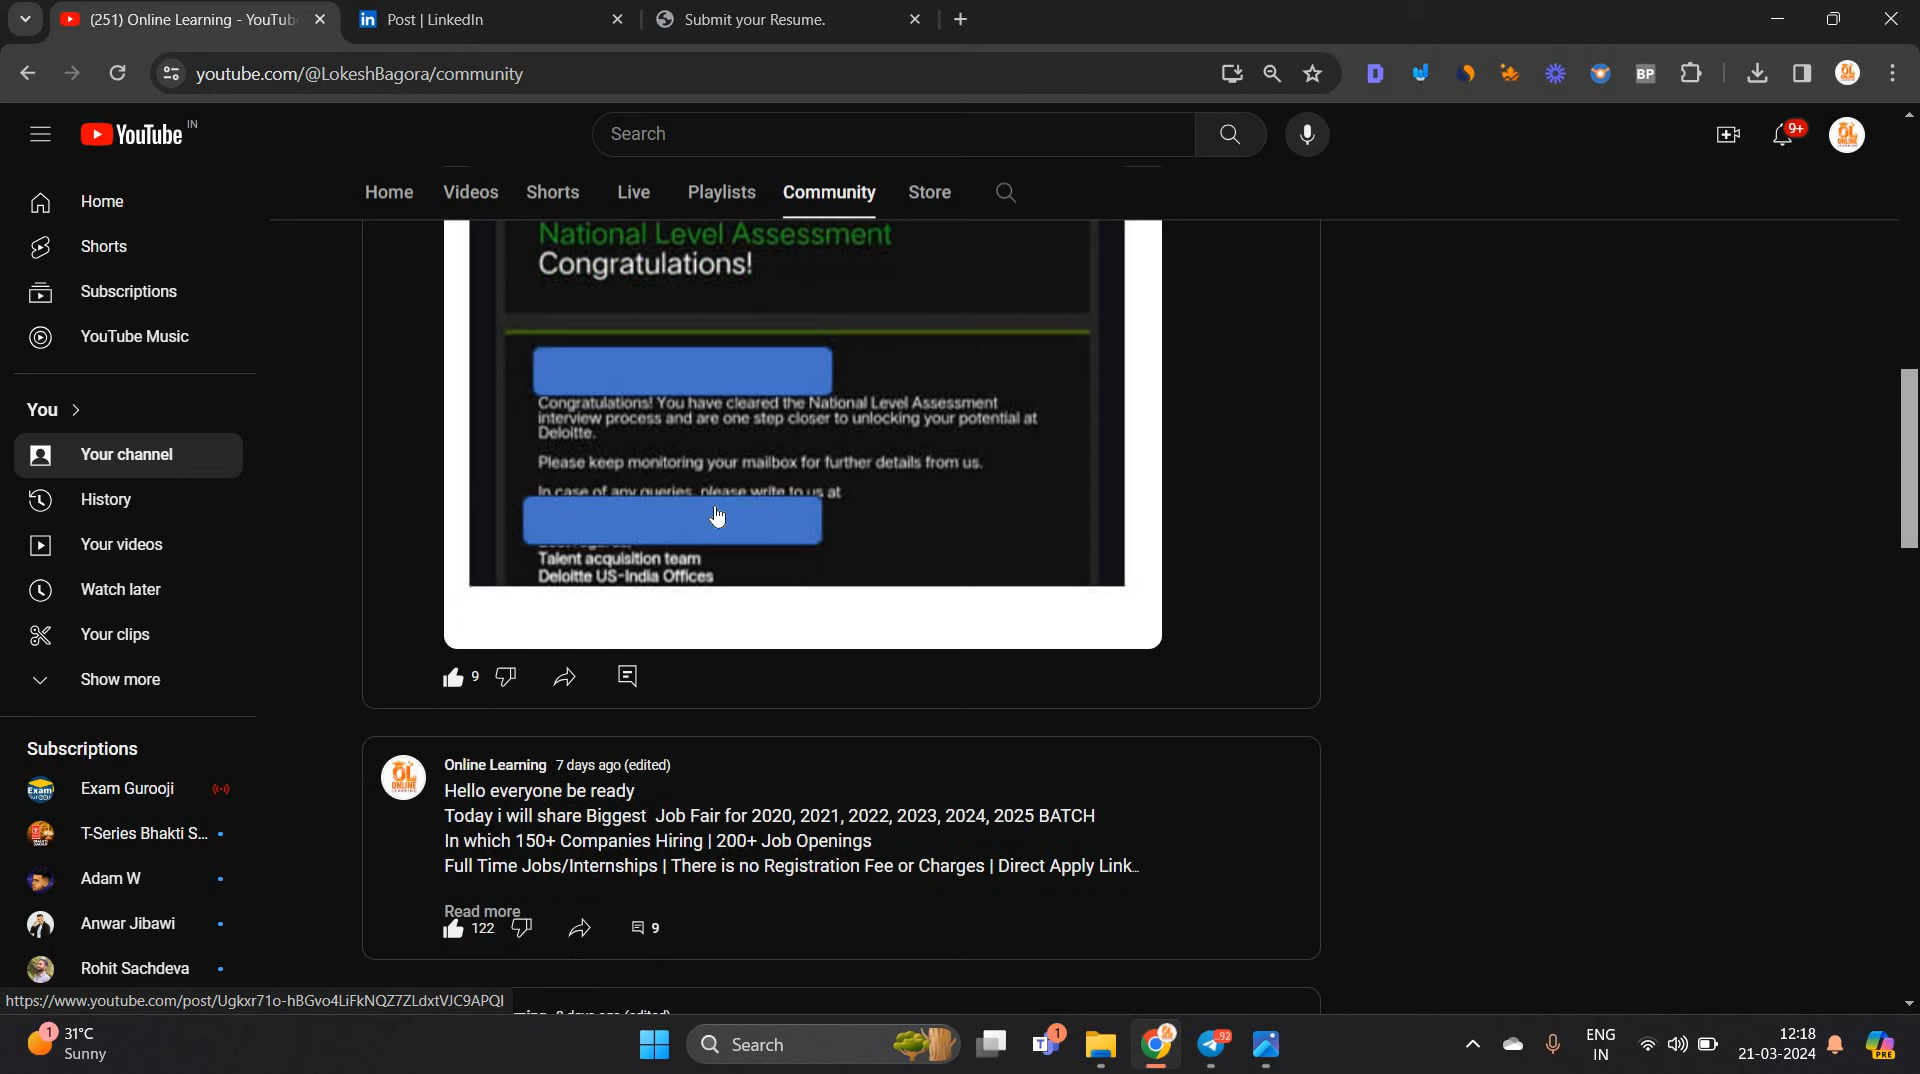 (251) Online Learning - YouTub
Post | LinkedIn
Submit your Resume.
youtube.com/@LokeshBagora/community
BP
YouTube IN
Search
9+
Home
Videos
Shorts
Live
Playlists
Community
Store
Home
Shorts
Subscriptions
YouTube Music
You
Your channel
History
Your videos
Watch later
Your clips
Show more
Subscriptions
Exam Gurooji
T-Series Bhakti S...
Adam W
Anwar Jibawi
Rohit Sachdeva
National Level Assessment
Congratulations!
Congratulations! You have cleared the National Level Assessment
interview process and are one step closer to unlocking your potential at
Deloitte.
Please keep monitoring your mailbox for further details from us.
In case of any queries, please write to us at
Talent acquisition team
Deloitte US-India Offices
9
Online Learning 7 days ago (edited)
Hello everyone be ready
Today i will share Biggest Job Fair for 2020, 2021, 2022, 2023, 2024, 2025 BATCH
In which 150+ Companies Hiring | 200+ Job Openings
Full Time Jobs/Internships | There is no Registration Fee or Charges | Direct Apply Link...
Read more
122
9
https://www.youtube.com/post/Ugkxr71o-hBGvo4LiFkNQZ7ZLdxtVJC9APQI
1
31°C
Sunny
Search
1
92
ENG
IN
12:18
21-03-2024
PRE